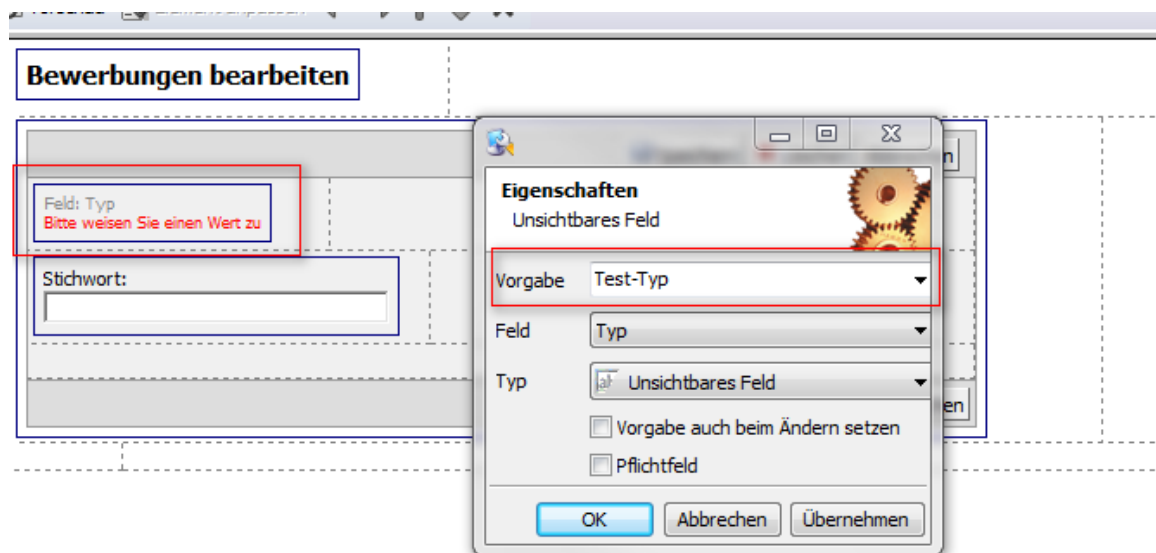 Bewerbungen bearbeiten
Feld: Typ
Bitte weisen Sie einen Wert zu
Stichwort:
Eigenschaften
Unsichtbares Feld
Vorgabe Test-Typ
Feld Typ
Typ Unsichtbares Feld
Vorgabe auch beim Ändern setzen
Pflichtfeld
OK Abbrechen Übernehmen